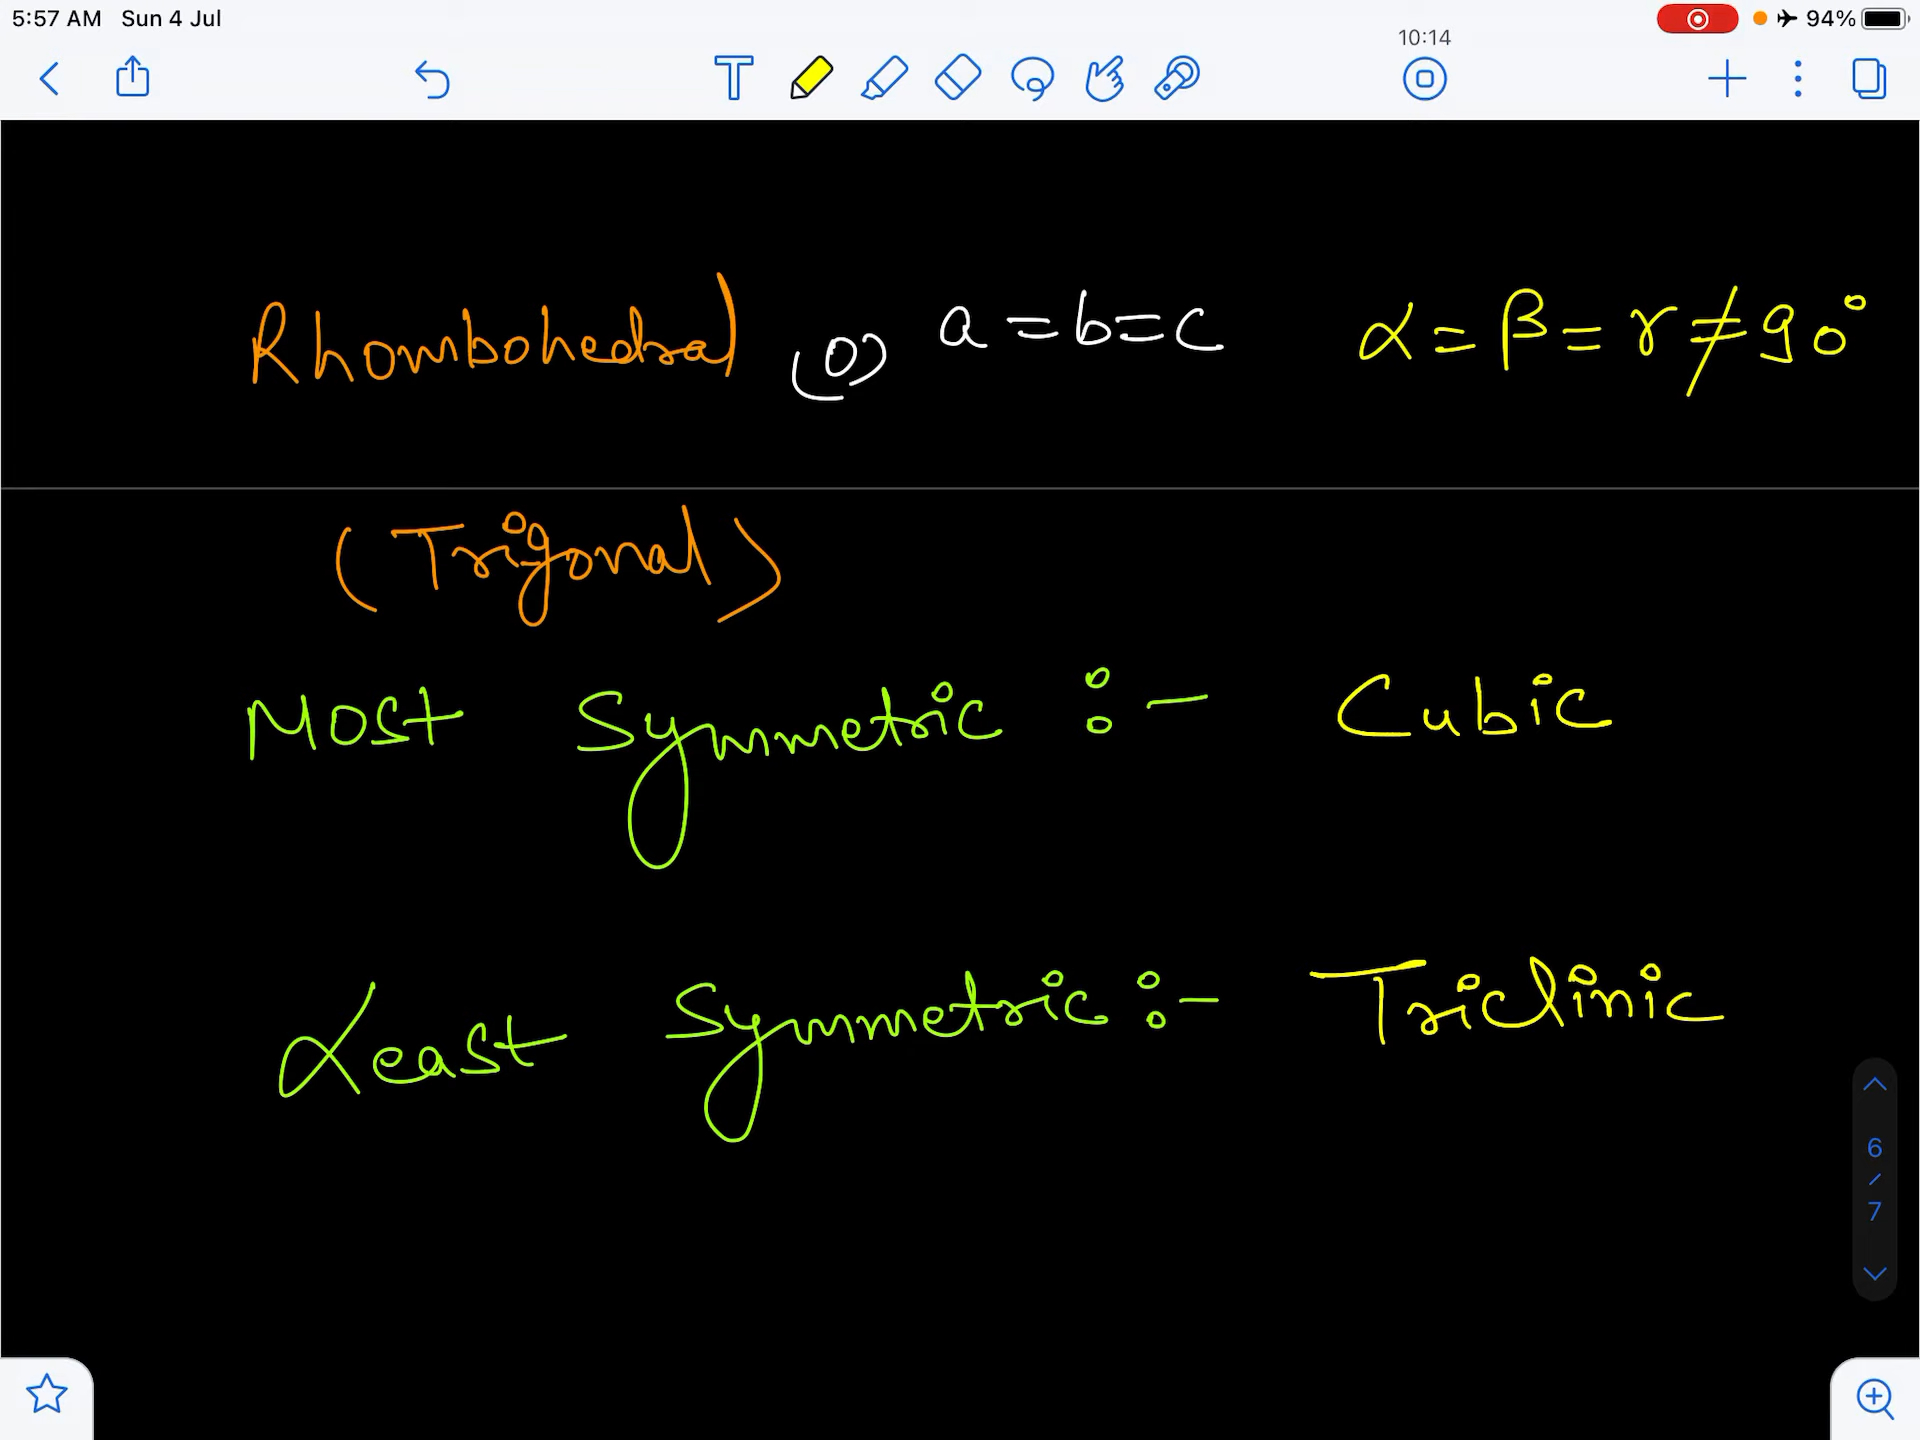 5:57 AM Sun 4 Jul
94%
10:14
T
Rhombohedral (0) a = b = c α = β = γ ≠ 90°
(Trigonal)
Most Symmetric :- Cubic
Least Symmetric :- Triclinic
6
/
7